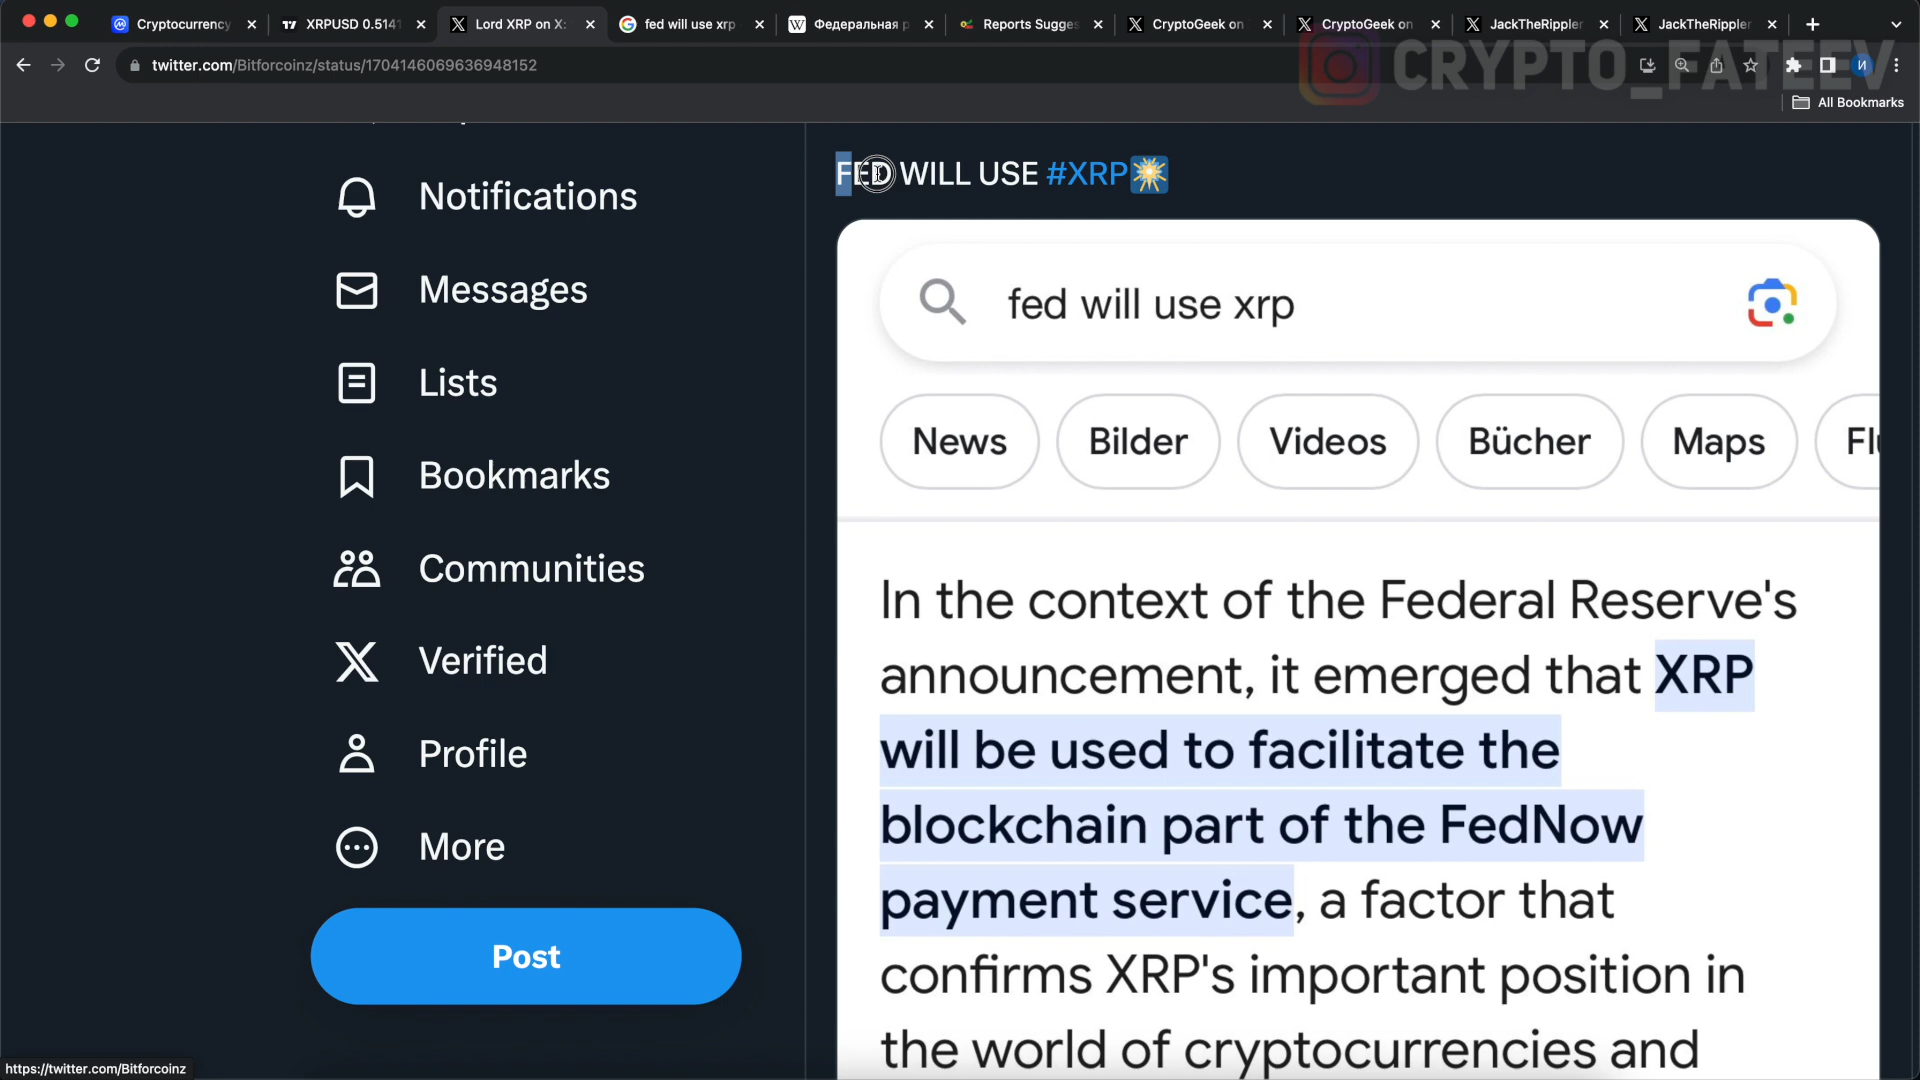 Cryptocurrency
XRPUSD 0.5141
Lord XRP on X:
fed will use xrp
Федеральная р
Reports Sugges
CryptoGeek on
CryptoGeek on
JackTheRippler
JackTheRippler
twitter.com/Bitforcoinz/status/1704146069636948152
CRYPTO_FATEEV
И
All Bookmarks
Notifications
Messages
Lists
Bookmarks
Communities
Verified
Profile
More
Post
FED WILL USE #XRP
fed will use xrp
News
Bilder
Videos
Bücher
Maps
Flu
In the context of the Federal Reserve's
announcement, it emerged that XRP
will be used to facilitate the
blockchain part of the FedNow
payment service, a factor that
confirms XRP's important position in
the world of cryptocurrencies and
https://twitter.com/Bitforcoinz